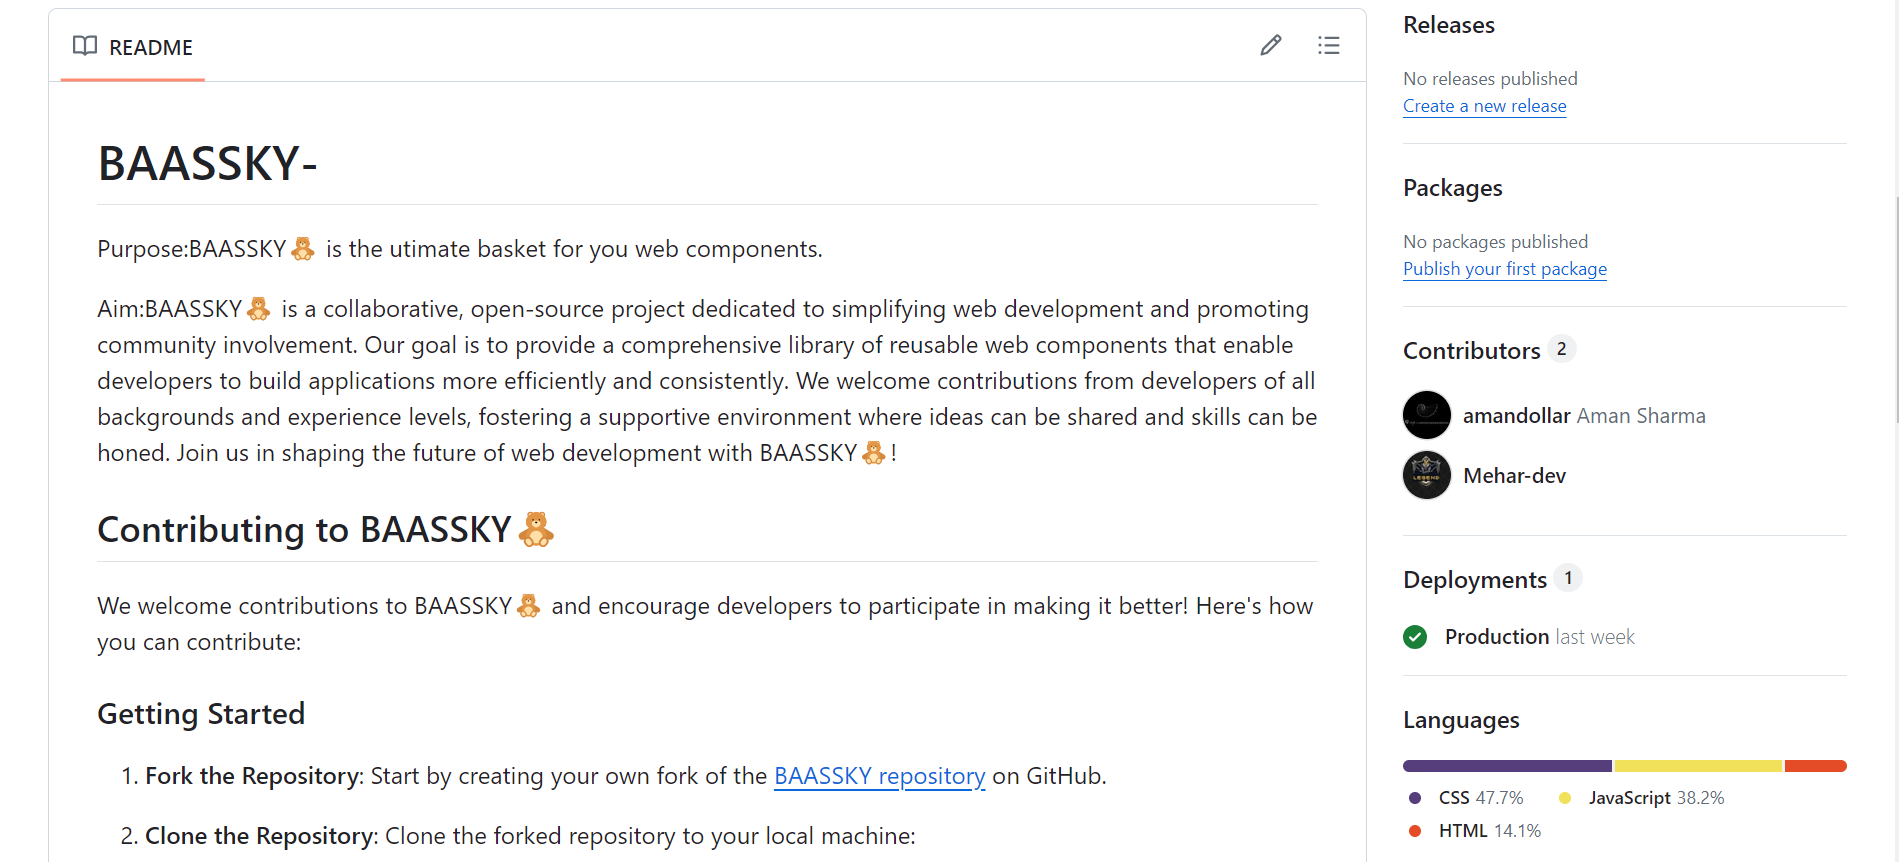 README
BAASSKY-
Purpose:BAASSKY🧸 is the utimate basket for you web components.
Aim:BAASSKY🧸 is a collaborative, open-source project dedicated to simplifying web development and promoting
community involvement. Our goal is to provide a comprehensive library of reusable web components that enable
developers to build applications more efficiently and consistently. We welcome contributions from developers of all
backgrounds and experience levels, fostering a supportive environment where ideas can be shared and skills can be
honed. Join us in shaping the future of web development with BAASSKY🧸!
Contributing to BAASSKY🧸
We welcome contributions to BAASSKY🧸 and encourage developers to participate in making it better! Here's how
you can contribute:
Getting Started
1. Fork the Repository: Start by creating your own fork of the BAASSKY repository on GitHub.
2. Clone the Repository: Clone the forked repository to your local machine:
Releases
No releases published
Create a new release
Packages
No packages published
Publish your first package
Contributors 2
amandollar Aman Sharma
LEGEND
Mehar-dev
Deployments 1
Production last week
Languages
CSS 47.7% JavaScript 38.2%
HTML 14.1%